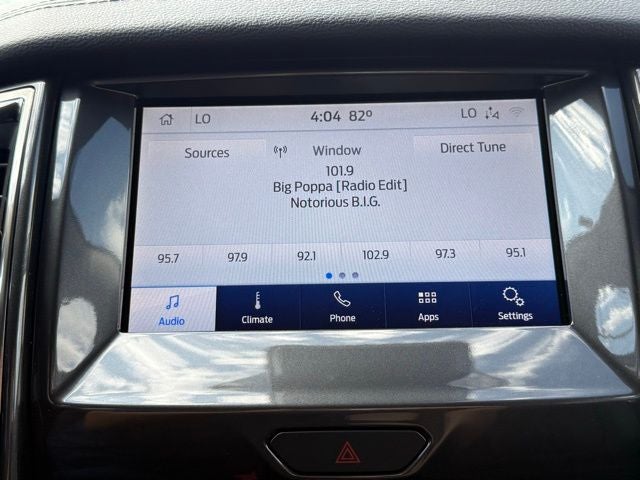 LO 4:04 82° LO
Sources Window Direct Tune
101.9
Big Poppa [Radio Edit]
Notorious B.I.G.
95.7 97.9 92.1 102.9 97.3 95.1
Audio Climate Phone Apps Settings